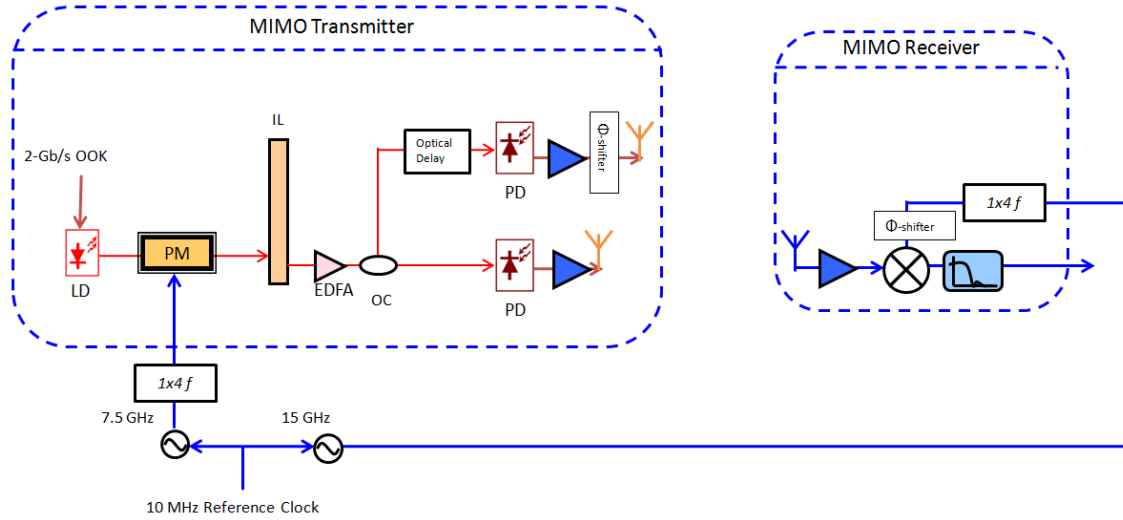 MIMO Transmitter
MIMO Receiver
IL
2-Gb/s OOK
Optical
Delay
Φ-shifter
PD
1x4 f
Φ-shifter
PM
LD
EDFA
OC
PD
1x4 f
7.5 GHz
15 GHz
10 MHz Reference Clock